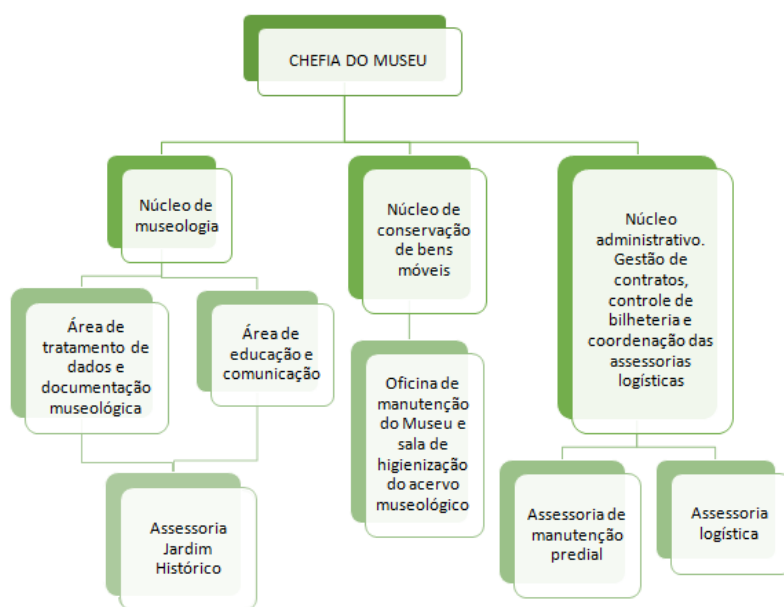 CHEFIA DO MUSEU
Núcleo de
museologia
Núcleo de
conservação
de bens
móveis
Núcleo
administrativo.
Gestão de
contratos,
controle de
bilheteria e
coordenação das
assessorias
logísticas
Área de
tratamento de
dados e
documentação
museológica
Área de
educação e
comunicação
Oficina de
manutenção
do Museu e
sala de
higienização
do acervo
museológico
Assessoria de
manutenção
predial
Assessoria
logística
Assessoria
Jardim
Histórico